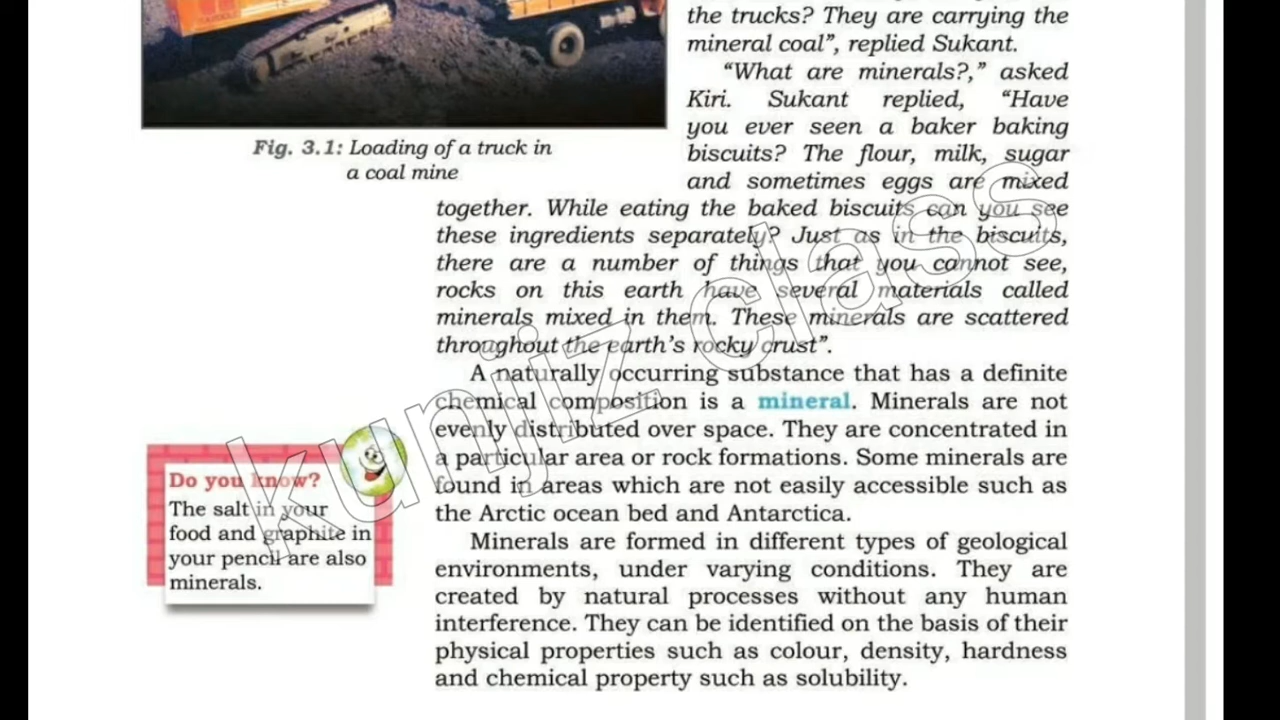 the trucks? They are carrying the
mineral coal”, replied Sukant.
“What are minerals?,” asked
Kiri. Sukant replied, “Have
you ever seen a baker baking
biscuits? The flour, milk, sugar
and sometimes eggs are mixed
together. While eating the baked biscuits can you see
these ingredients separately? Just as in the biscuits,
there are a number of things that you cannot see,
rocks on this earth have several materials called
minerals mixed in them. These minerals are scattered
throughout the earth’s rocky crust”.
Fig. 3.1: Loading of a truck in
a coal mine
A naturally occurring substance that has a definite
chemical composition is a mineral. Minerals are not
evenly distributed over space. They are concentrated in
a particular area or rock formations. Some minerals are
found in areas which are not easily accessible such as
the Arctic ocean bed and Antarctica.
Minerals are formed in different types of geological
environments, under varying conditions. They are
created by natural processes without any human
interference. They can be identified on the basis of their
physical properties such as colour, density, hardness
and chemical property such as solubility.
Do you know?
The salt in your
food and graphite in
your pencil are also
minerals.
kunjiz class